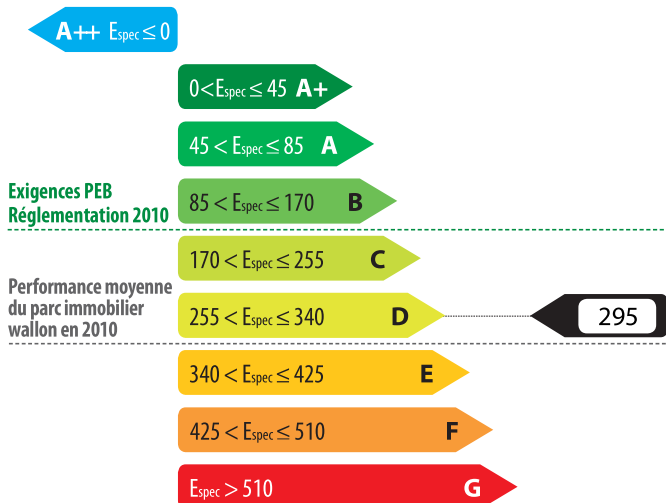 A++ Espec ≤ 0
0<Espec ≤ 45 A+
45 < Espec ≤ 85 A
Exigences PEB
Réglementation 2010
85 < Espec ≤ 170 B
170 < Espec ≤ 255 C
Performance moyenne
du parc immobilier
wallon en 2010
255 < Espec ≤ 340 D
295
340 < Espec ≤ 425 E
425 < Espec ≤ 510 F
Espec > 510 G